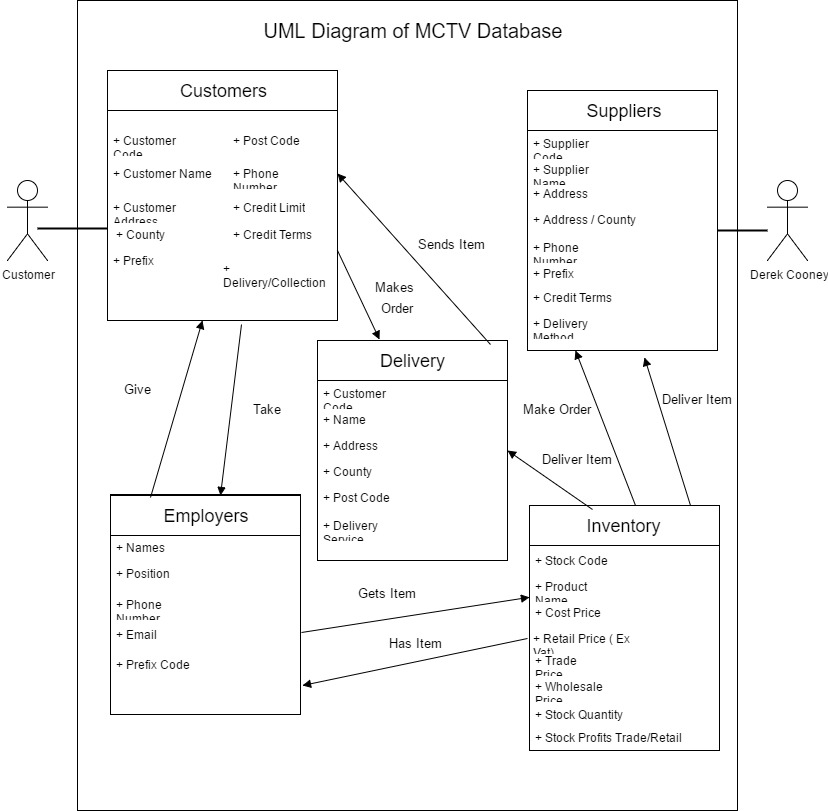 UML Diagram of MCTV Database
Customers
+ Customer
Code
+ Customer Name
+ Customer
Address
+ County
+ Prefix
+ Post Code
+ Phone
Number
+ Credit Limit
+ Credit Terms
+
Delivery/Collection
Suppliers
+ Supplier
Code
+ Supplier
Name
+ Address
+ Address / County
+ Phone
Number
+ Prefix
+ Credit Terms
+ Delivery
Method
Customer
Derek Cooney
Sends Item
Makes
Order
Give
Take
Delivery
+ Customer
Code
+ Name
+ Address
+ County
+ Post Code
+ Delivery
Service
Make Order
Deliver Item
Deliver Item
Employers
+ Names
+ Position
+ Phone
Number
+ Email
+ Prefix Code
Gets Item
Has Item
Inventory
+ Stock Code
+ Product
Name
+ Cost Price
+ Retail Price ( Ex
Vat)
+ Trade
Price
+ Wholesale
Price
+ Stock Quantity
+ Stock Profits Trade/Retail